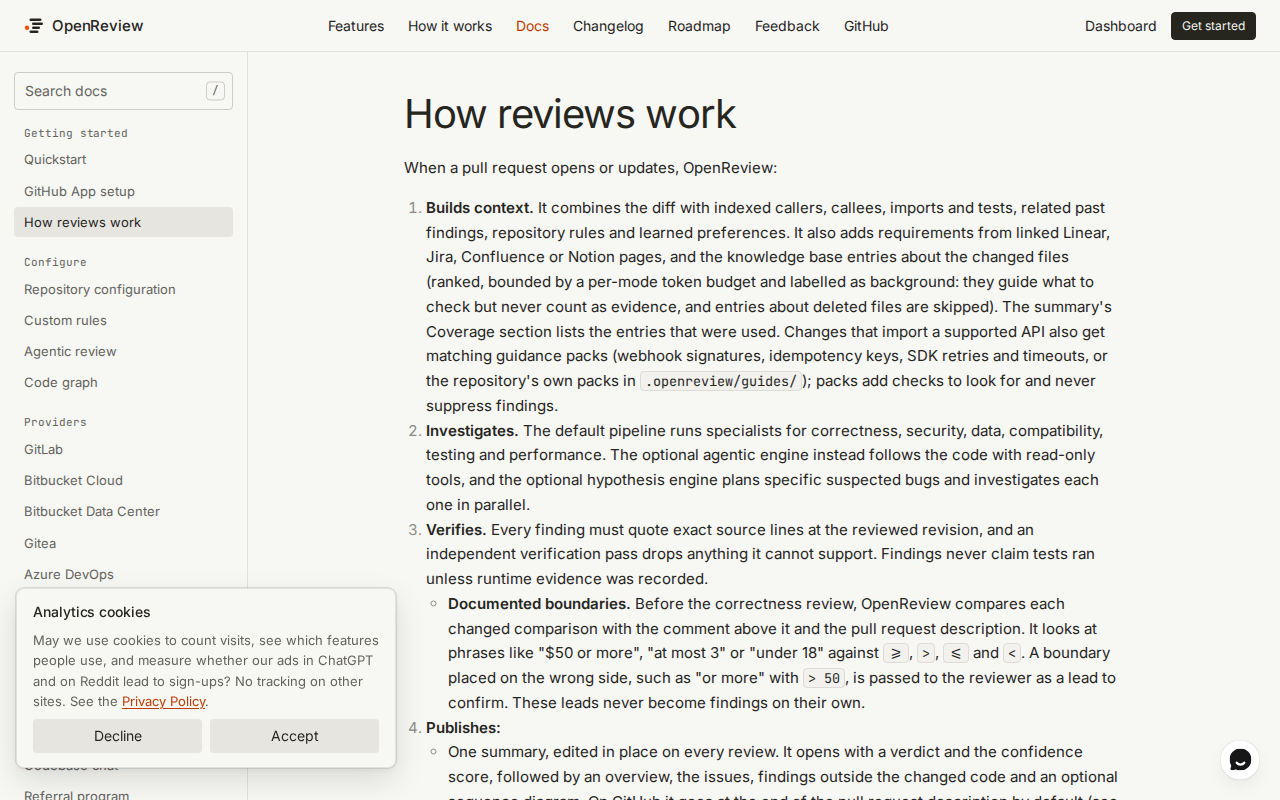 OpenReview
Features
How it works
Docs
Changelog
Roadmap
Feedback
GitHub
Dashboard
Get started
Search docs
/
Getting started
Quickstart
GitHub App setup
How reviews work
Configure
Repository configuration
Custom rules
Agentic review
Code graph
Providers
GitLab
Bitbucket Cloud
Bitbucket Data Center
Gitea
Azure DevOps
Referral program
Analytics cookies
May we use cookies to count visits, see which features
people use, and measure whether our ads in ChatGPT
and on Reddit lead to sign-ups? No tracking on other
sites. See the Privacy Policy.
Decline
Accept
How reviews work
When a pull request opens or updates, OpenReview:
1. Builds context. It combines the diff with indexed callers, callees, imports and tests, related past
findings, repository rules and learned preferences. It also adds requirements from linked Linear,
Jira, Confluence or Notion pages, and the knowledge base entries about the changed files
(ranked, bounded by a per-mode token budget and labelled as background: they guide what to
check but never count as evidence, and entries about deleted files are skipped). The summary's
Coverage section lists the entries that were used. Changes that import a supported API also get
matching guidance packs (webhook signatures, idempotency keys, SDK retries and timeouts, or
the repository's own packs in .openreview/guides/); packs add checks to look for and never
suppress findings.
2. Investigates. The default pipeline runs specialists for correctness, security, data, compatibility,
testing and performance. The optional agentic engine instead follows the code with read-only
tools, and the optional hypothesis engine plans specific suspected bugs and investigates each
one in parallel.
3. Verifies. Every finding must quote exact source lines at the reviewed revision, and an
independent verification pass drops anything it cannot support. Findings never claim tests ran
unless runtime evidence was recorded.
Documented boundaries. Before the correctness review, OpenReview compares each
changed comparison with the comment above it and the pull request description. It looks at
phrases like "$50 or more", "at most 3" or "under 18" against >=, >, <= and <. A boundary
placed on the wrong side, such as "or more" with > 50, is passed to the reviewer as a lead to
confirm. These leads never become findings on their own.
4. Publishes:
One summary, edited in place on every review. It opens with a verdict and the confidence
score, followed by an overview, the issues, findings outside the changed code and an optional